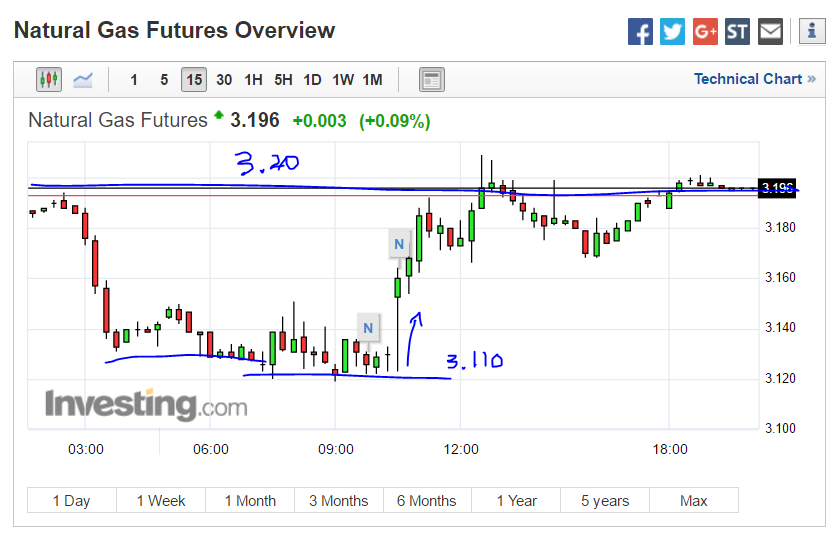 Natural Gas Futures Overview
f G+ ST i
1 5 15 30 1H 5H 1D 1W 1M Technical Chart »
Natural Gas Futures 3.196 +0.003 (+0.09%)
3.20
3.196
3.180
N
3.160
N
3.140
3.110
3.120
Investing.com
3.100
03:00 06:00 09:00 12:00 18:00
1 Day 1 Week 1 Month 3 Months 6 Months 1 Year 5 years Max